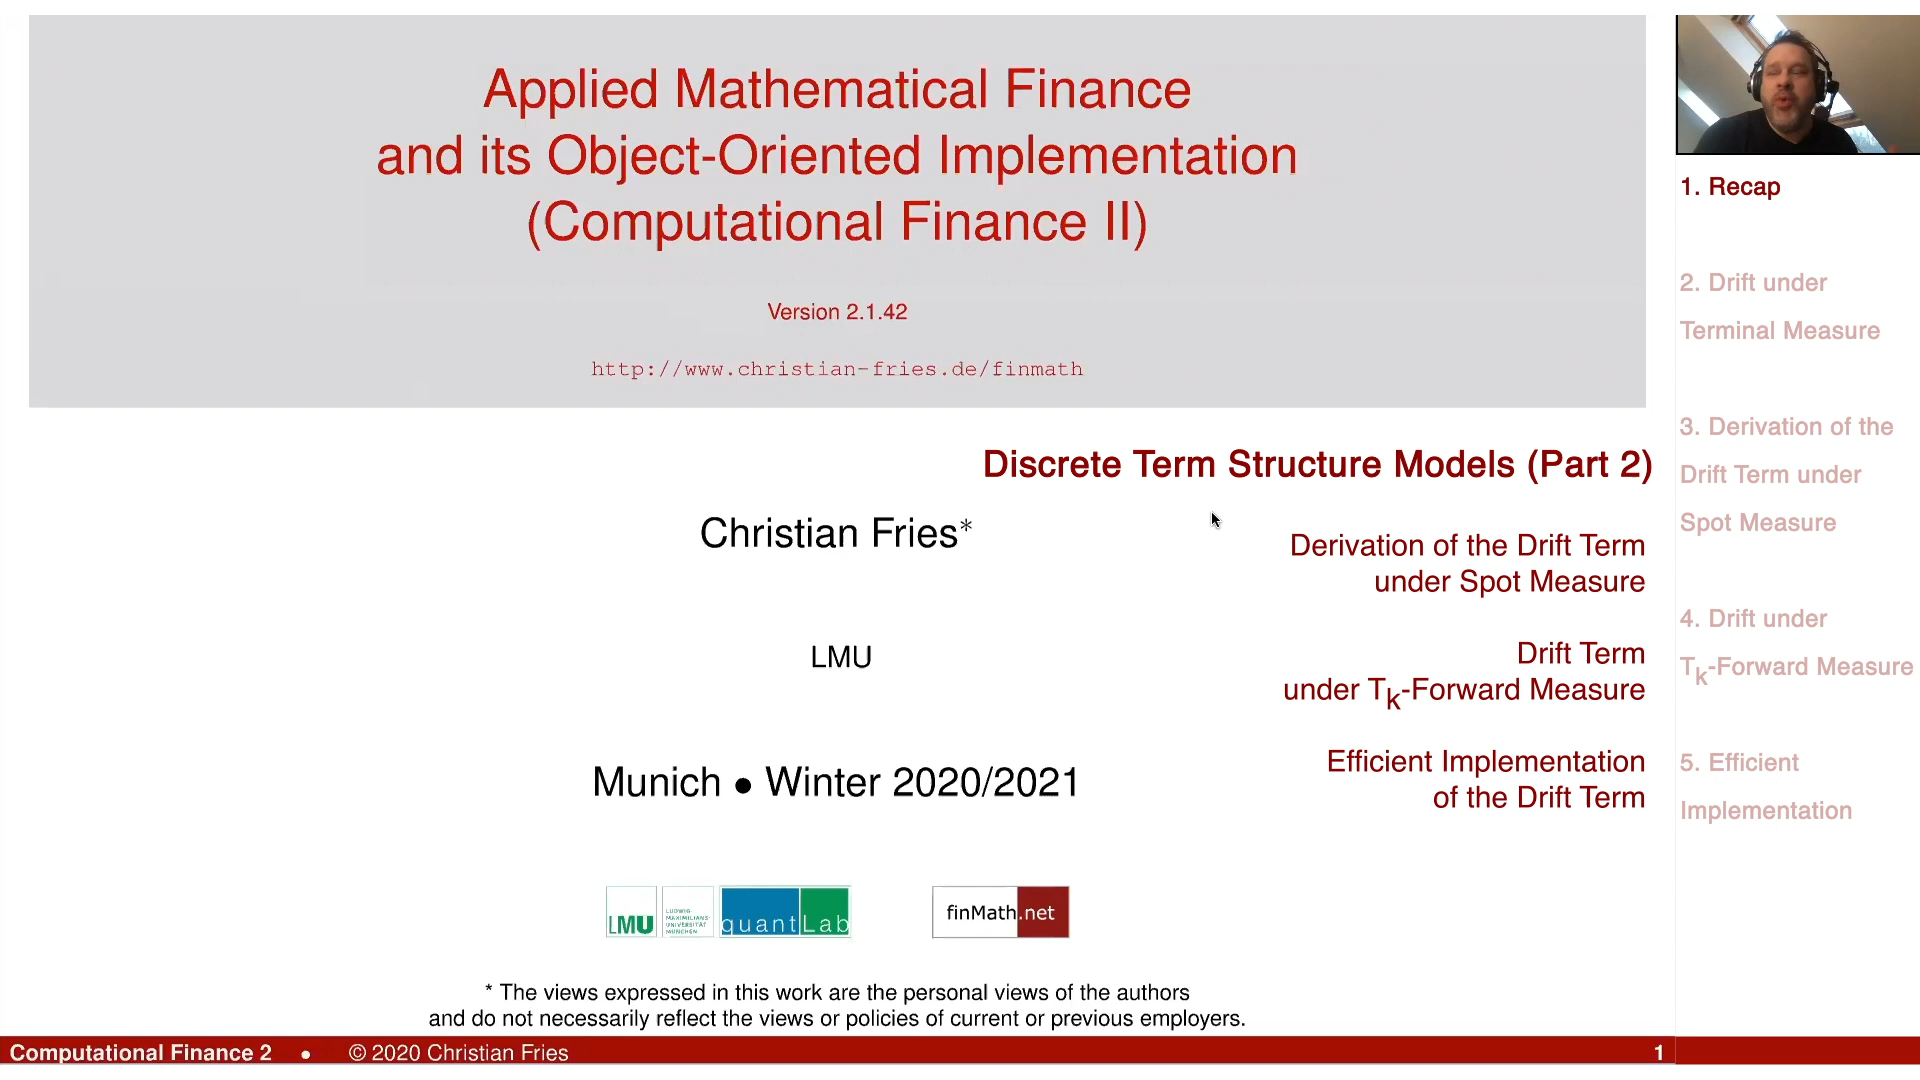 Applied Mathematical Finance
and its Object-Oriented Implementation
(Computational Finance II)
Version 2.1.42
http://www.christian-fries.de/finmath
Discrete Term Structure Models (Part 2)
Christian Fries*
Derivation of the Drift Term
under Spot Measure
LMU
Drift Term
under Tk-Forward Measure
Munich • Winter 2020/2021
Efficient Implementation
of the Drift Term
LMU
LUDWIG-
MAXIMILIANS-
UNIVERSITÄT
MÜNCHEN
quantLab
finMath.net
* The views expressed in this work are the personal views of the authors
and do not necessarily reflect the views or policies of current or previous employers.
Computational Finance 2 • © 2020 Christian Fries 1
1. Recap
2. Drift under
Terminal Measure
3. Derivation of the
Drift Term under
Spot Measure
4. Drift under
Tk-Forward Measure
5. Efficient
Implementation